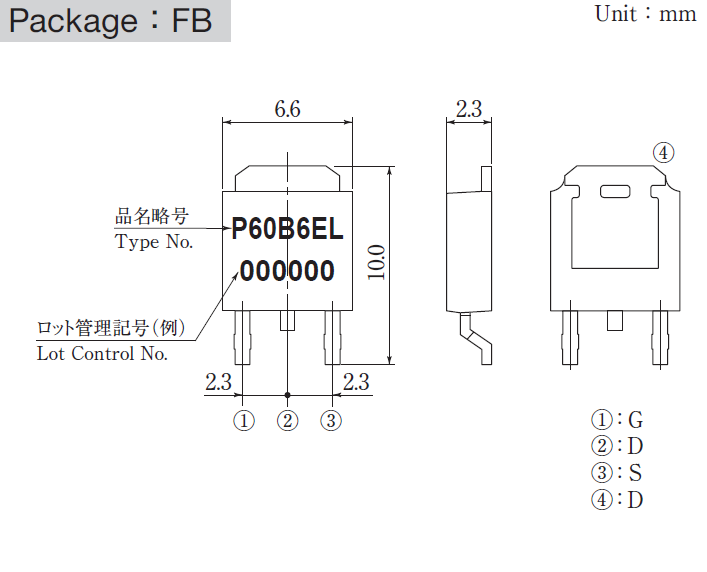 Package：FB
Unit：mm
6.6
2.3
④
品名略号
Type No.
P60B6EL
000000
10.0
ロット管理記号(例)
Lot Control No.
2.3
2.3
① ② ③
①：G
②：D
③：S
④：D